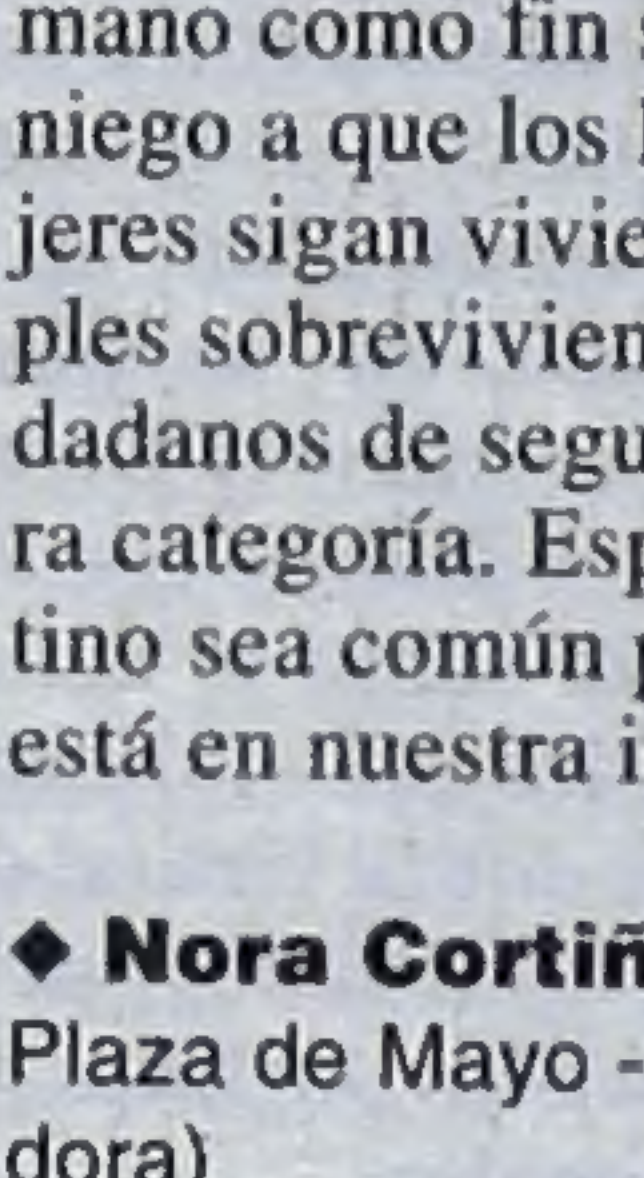 mano como fin
niego a que los
jeres sigan vivie
ples sobrevivien
dadanos de segu
ra categoría. Esp
tino sea común p
está en nuestra i
◆ Nora Cortiñ
Plaza de Mayo -
dora)